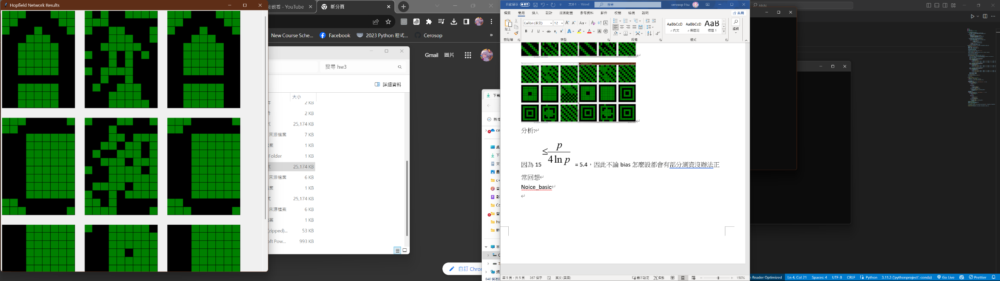 Hopfield Network Results
後觀看 - YouTube
新分頁
New Course Sche...
Facebook
2023 Python 程式...
Cerosop
»
Gmail
圖片
搜尋 hw3
詳細資料
大小
2 KB
2 KB
25,174 KB
來源檔案
7 KB
1 KB
Folder
1 KB
25,174 KB
來源檔案
6 KB
1 KB
25,174 KB
來源檔案
6 KB
1 KB
(zipped)...
53 KB
oft Pow...
993 KB
自訂 Chrom
下載
新增
840 個項目
自動儲存
文件1 - Word
搜尋
cerosop Hsu
檔案
常用
插入
設計
版面配置
參考資料
郵件
校閱
檢視
說明
共用
貼上
Calibri (本文)
12
AaBbCcD
AaBbCcD
AaB
內文
無間距
標題 1
編輯
剪貼簿
字型
段落
樣式
分析:
因為 15 ≤ p / 4 ln p = 5.4，因此不論 bias 怎麼設都會有部分測資沒辦法正
常回想
Noice_basic
第 5 頁，共 5 頁
367 個字
英文 (美國)
顯示設定
焦點
150%
ANN
n Reader Optimized
Ln 4, Col 21
Spaces: 4
UTF-8
CRLF
Python
3.11.3 ('pythonproject': conda)
Go Live
Prettier